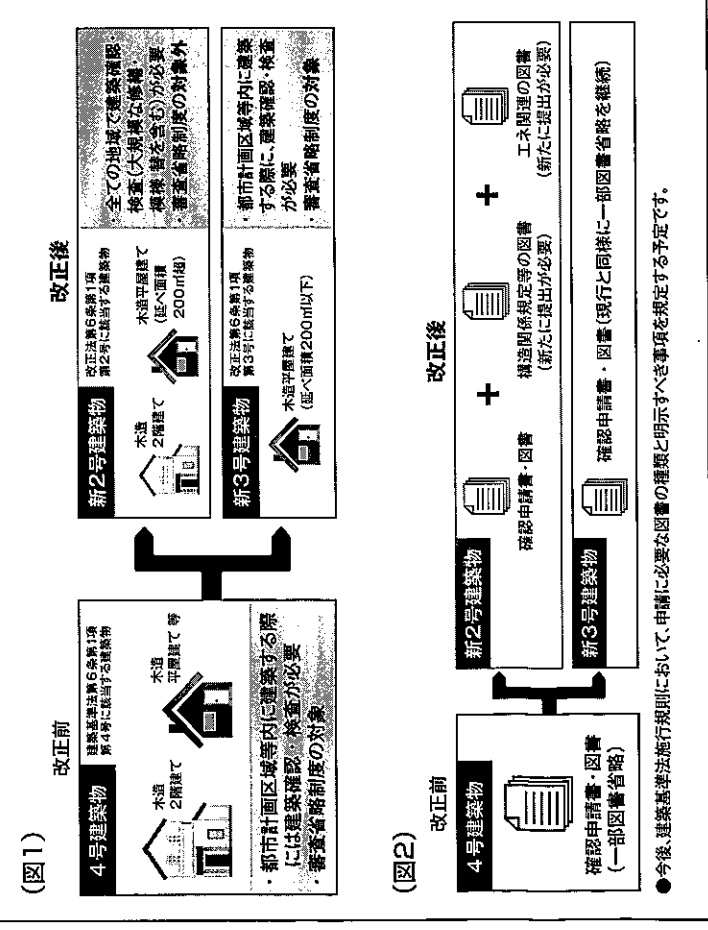 (図1)
改正前
4号建築物
建築基準法第6条第1項
第4号に該当する建築物
木造
2階建て
木造
平屋建て 等
・都市計画区域等内に建築する際
には建築確認・検査が必要
・審査省略制度の対象
改正後
新2号建築物
改正法第6条第1項
第2号に該当する建築物
木造
2階建て
木造平屋建て
(延べ面積
200㎡超)
・全ての地域で建築確認・
検査(大規模な修繕・
模様替を含む)が必要
・審査省略制度の対象外
新3号建築物
改正法第6条第1項
第3号に該当する建築物
木造平屋建て
(延べ面積200㎡以下)
・都市計画区域等内に建築
する際に、建築確認・検査
が必要
・審査省略制度の対象
(図2)
改正前
4号建築物
確認申請書・図書
(一部図書省略)
改正後
新2号建築物
確認申請書・図書
+
構造関係規定等の図書
(新たに提出が必要)
+
エネ関連の図書
(新たに提出が必要)
新3号建築物
確認申請書・図書(現行と同様に一部図書省略を継続)
●今後、建築基準法施行規則において、申請に必要な図書の種類と明示すべき事項を規定する予定です。